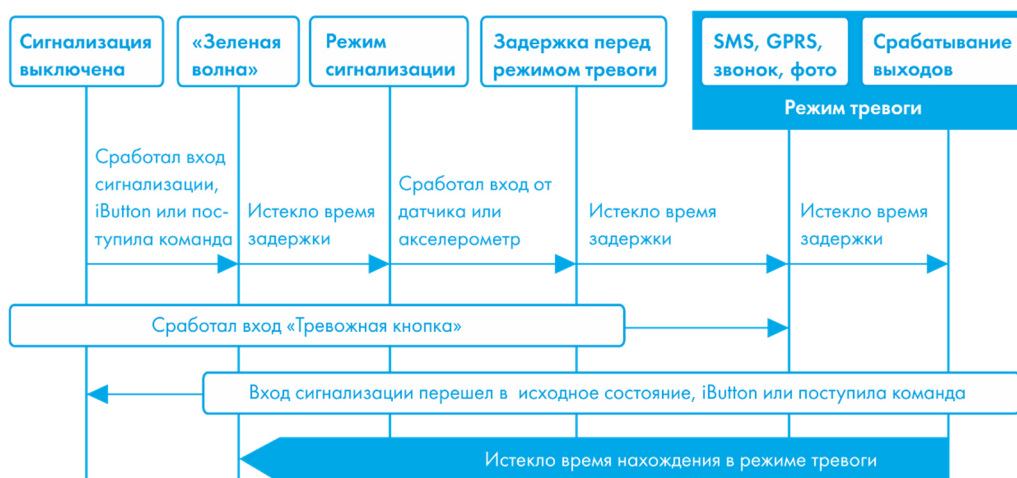 Сигнализация
выключена
«Зеленая
волна»
Режим
сигнализации
Задержка перед
режимом тревоги
SMS, GPRS,
звонок, фото
Срабатывание
выходов
Режим тревоги
Сработал вход
сигнализации,
iButton или пос-
тупила команда
Истекло время
задержки
Сработал вход от
датчика или
акселерометр
Истекло время
задержки
Истекло время
задержки
Сработал вход «Тревожная кнопка»
Вход сигнализации перешел в исходное состояние, iButton или поступила команда
Истекло время нахождения в режиме тревоги